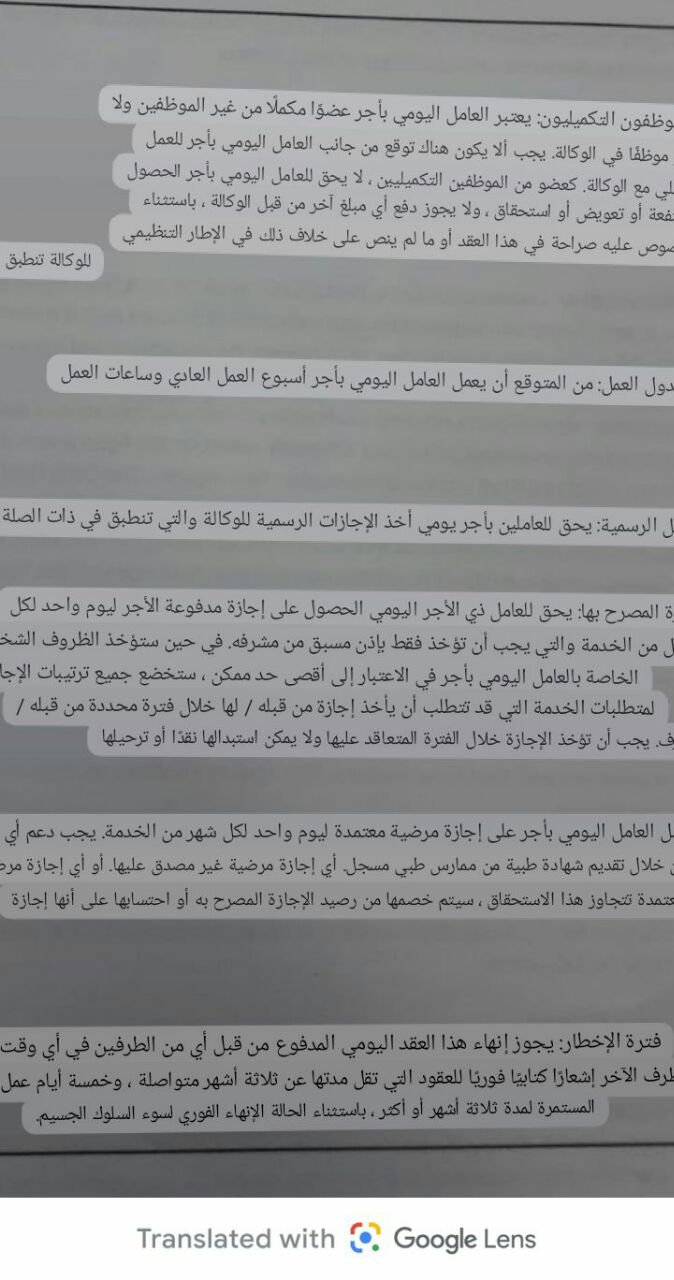 التكميليون: يعتبر العامل اليومي بأجر عضوًا مكملًا من غير الموظفين ولا
موظفًا في الوكالة. يجب ألا يكون هناك توقع من جانب العامل اليومي بأجر للعمل
مع الوكالة. كعضو من الموظفين التكميليين ، لا يحق للعامل اليومي بأجر الحصول
أو تعويض أو استحقاق ، ولا يجوز دفع أي مبلغ آخر من قبل الوكالة ، باستثناء
عليه صراحة في هذا العقد أو ما لم ينص على خلاف ذلك في الإطار التنظيمي
للوكالة تنطبق
العمل: من المتوقع أن يعمل العامل اليومي بأجر أسبوع العمل العادي وساعات العمل
الرسمية: يحق للعاملين بأجر يومي أخذ الإجازات الرسمية للوكالة والتي تنطبق في ذات الصلة
المصرح بها: يحق للعامل ذي الأجر اليومي الحصول على إجازة مدفوعة الأجر ليوم واحد لكل
من الخدمة والتي يجب أن تؤخذ فقط بإذن مسبق من مشرفه. في حين ستؤخذ الظروف
الخاصة بالعامل اليومي بأجر في الاعتبار إلى أقصى حد ممكن ، ستخضع جميع ترتيبات
لمتطلبات الخدمة التي قد تتطلب أن يأخذ إجازة من قبله / لها خلال فترة محددة من قبله /
يجب أن تؤخذ الإجازة خلال الفترة المتعاقد عليها ولا يمكن استبدالها نقدًا أو ترحيلها
العامل اليومي بأجر على إجازة مرضية معتمدة ليوم واحد لكل شهر من الخدمة. يجب دعم أي
خلال تقديم شهادة طبية من ممارس طبي مسجل. أي إجازة مرضية غير مصدق عليها. أو أي إجازة
تتجاوز هذا الاستحقاق ، سيتم خصمها من رصيد الإجازة المصرح به أو احتسابها على أنها إجازة
فترة الإخطار: يجوز إنهاء هذا العقد اليومي المدفوع من قبل أي من الطرفين في أي وقت
الآخر إشعارًا كتابيًا فوريًا للعقود التي تقل مدتها عن ثلاثة أشهر متواصلة ، وخمسة أيام عمل
المستمرة لمدة ثلاثة أشهر أو أكثر ، باستثناء الحالة الإنهاء الفوري لسوء السلوك الجسيم.
Translated with Google Lens